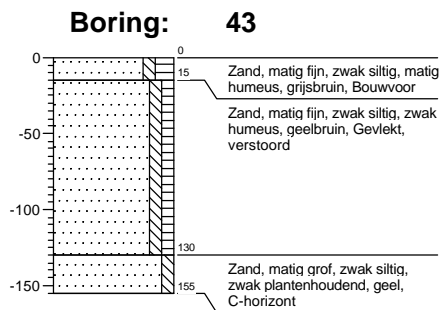 Boring: 43
0
0
15
Zand, matig fijn, zwak siltig, matig
humeus, grijsbruin, Bouwvoor
Zand, matig fijn, zwak siltig, zwak
humeus, geelbruin, Gevlekt,
verstoord
-50
-100
130
Zand, matig grof, zwak siltig,
zwak plantenhoudend, geel,
C-horizont
-150
155